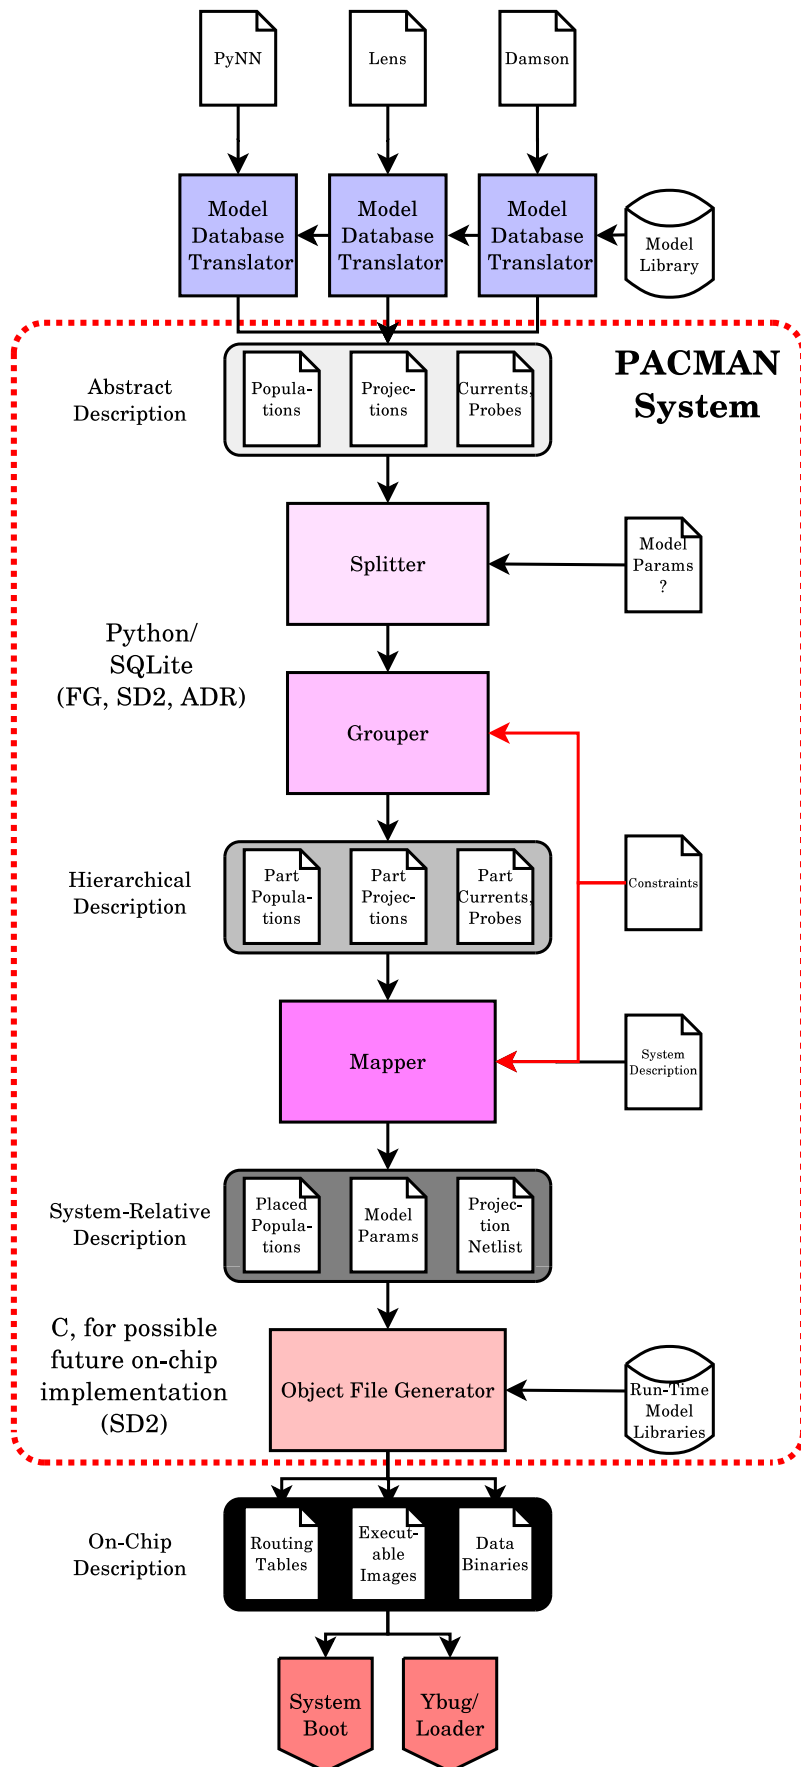 PyNN
Lens
Damson
Model
Database
Translator
Model
Database
Translator
Model
Database
Translator
Model
Library
PACMAN
System
Abstract
Description
Popula-
tions
Projec-
tions
Currents,
Probes
Splitter
Model
Params
?
Python/
SQLite
(FG, SD2, ADR)
Grouper
Hierarchical
Description
Part
Popula-
tions
Part
Projec-
tions
Part
Currents,
Probes
Constraints
Mapper
System
Description
System-Relative
Description
Placed
Popula-
tions
Model
Params
Projec-
tion
Netlist
C, for possible
future on-chip
implementation
(SD2)
Object File Generator
Run-Time
Model
Libraries
On-Chip
Description
Routing
Tables
Execut-
able
Images
Data
Binaries
System
Boot
Ybug/
Loader